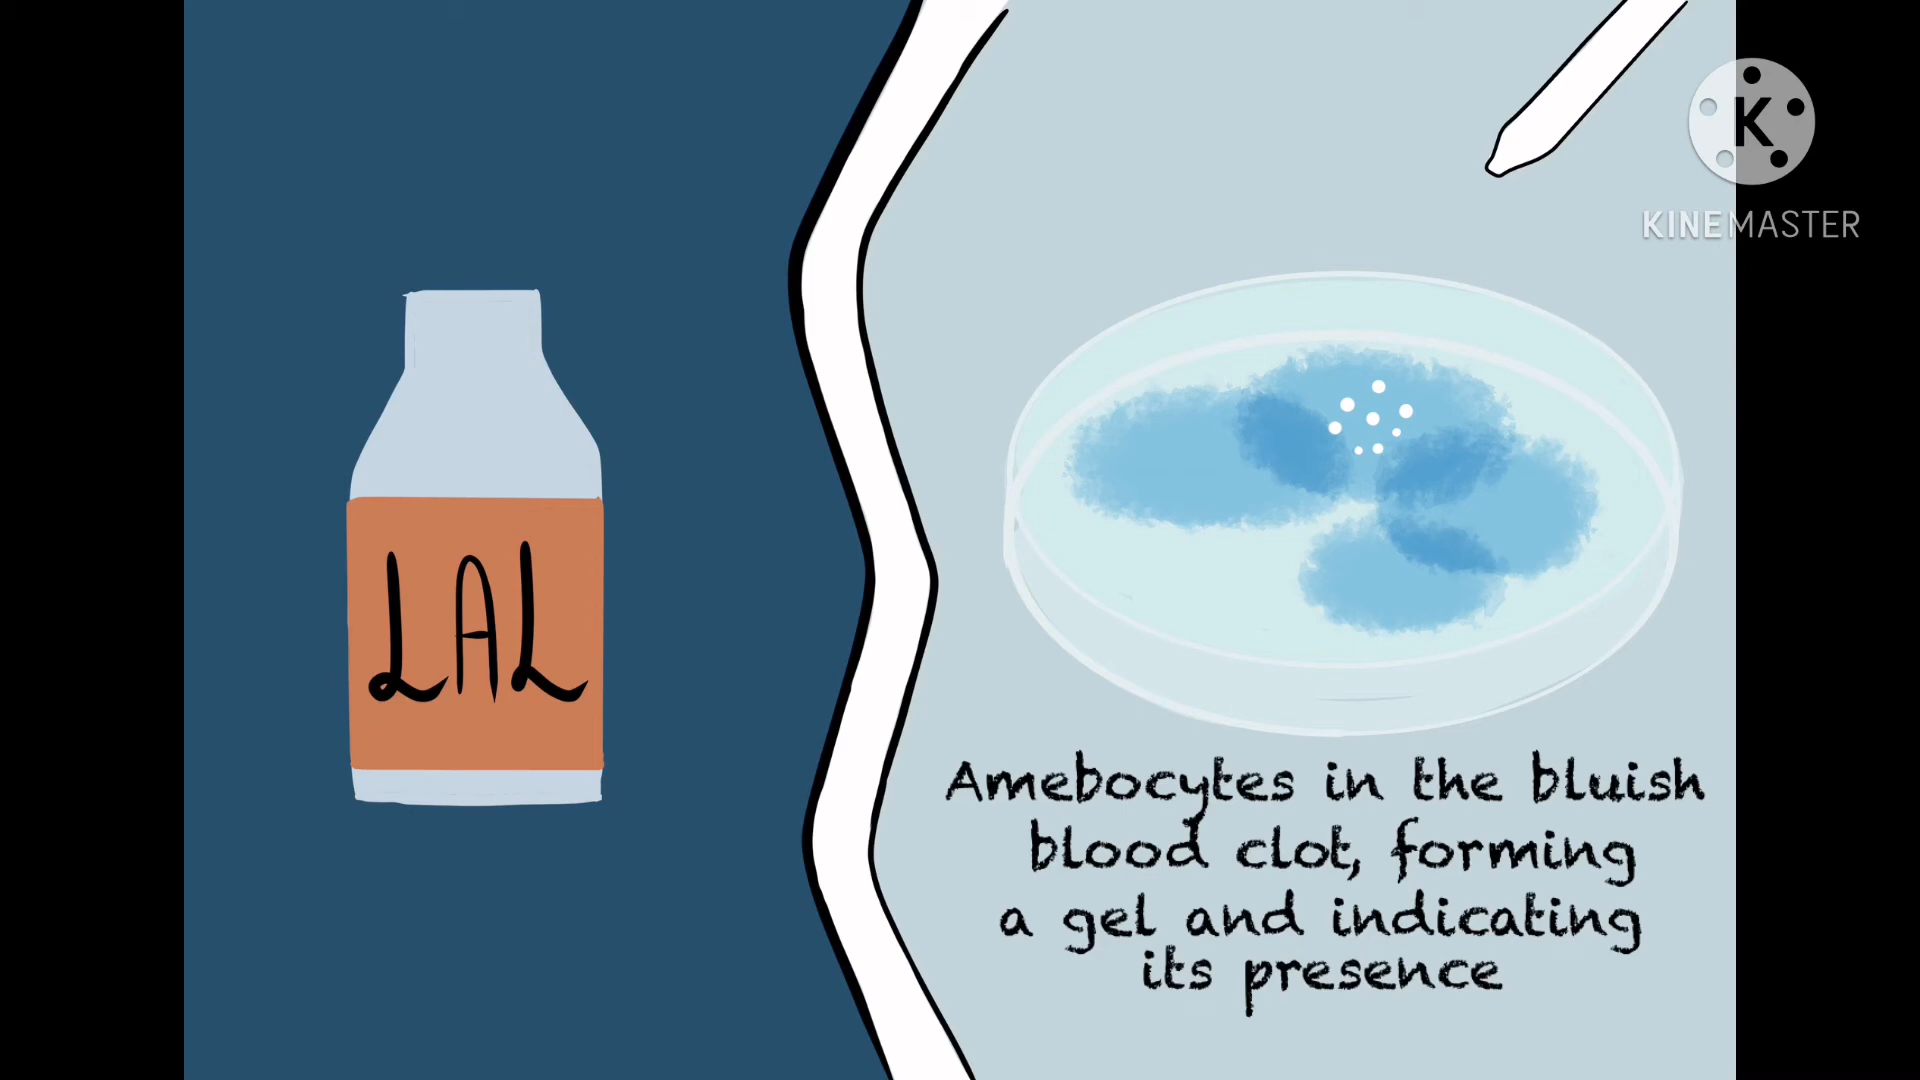 K
KINEMASTER
LAL
Amebocytes in the bluish
blood clot, forming
a gel and indicating
its presence